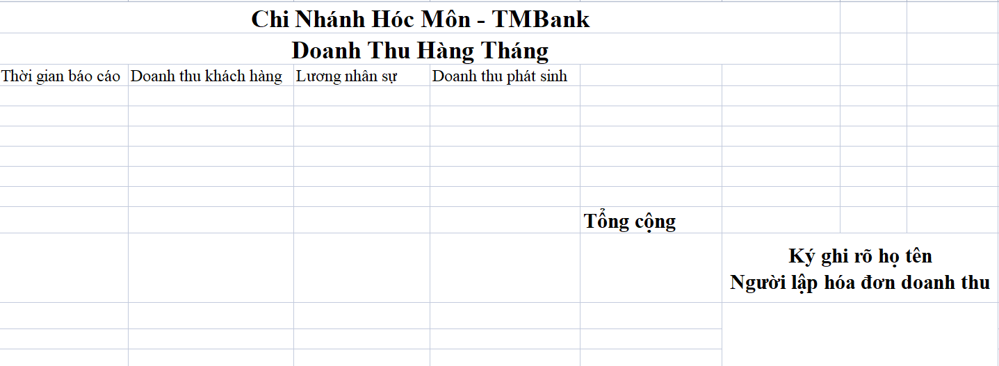 Chi Nhánh Hóc Môn - TMBank
Doanh Thu Hàng Tháng
Thời gian báo cáo Doanh thu khách hàng Lương nhân sự Doanh thu phát sinh
Tổng cộng
Ký ghi rõ họ tên
Người lập hóa đơn doanh thu